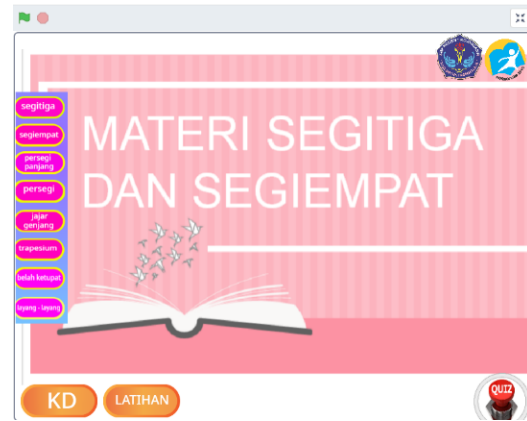 MATERI SEGITIGA
DAN SEGIEMPAT
segitiga
segiempat
persegi
panjang
persegi
jajar
genjang
trapesium
belah ketupat
layang - layang
KD
LATIHAN
QUIZ